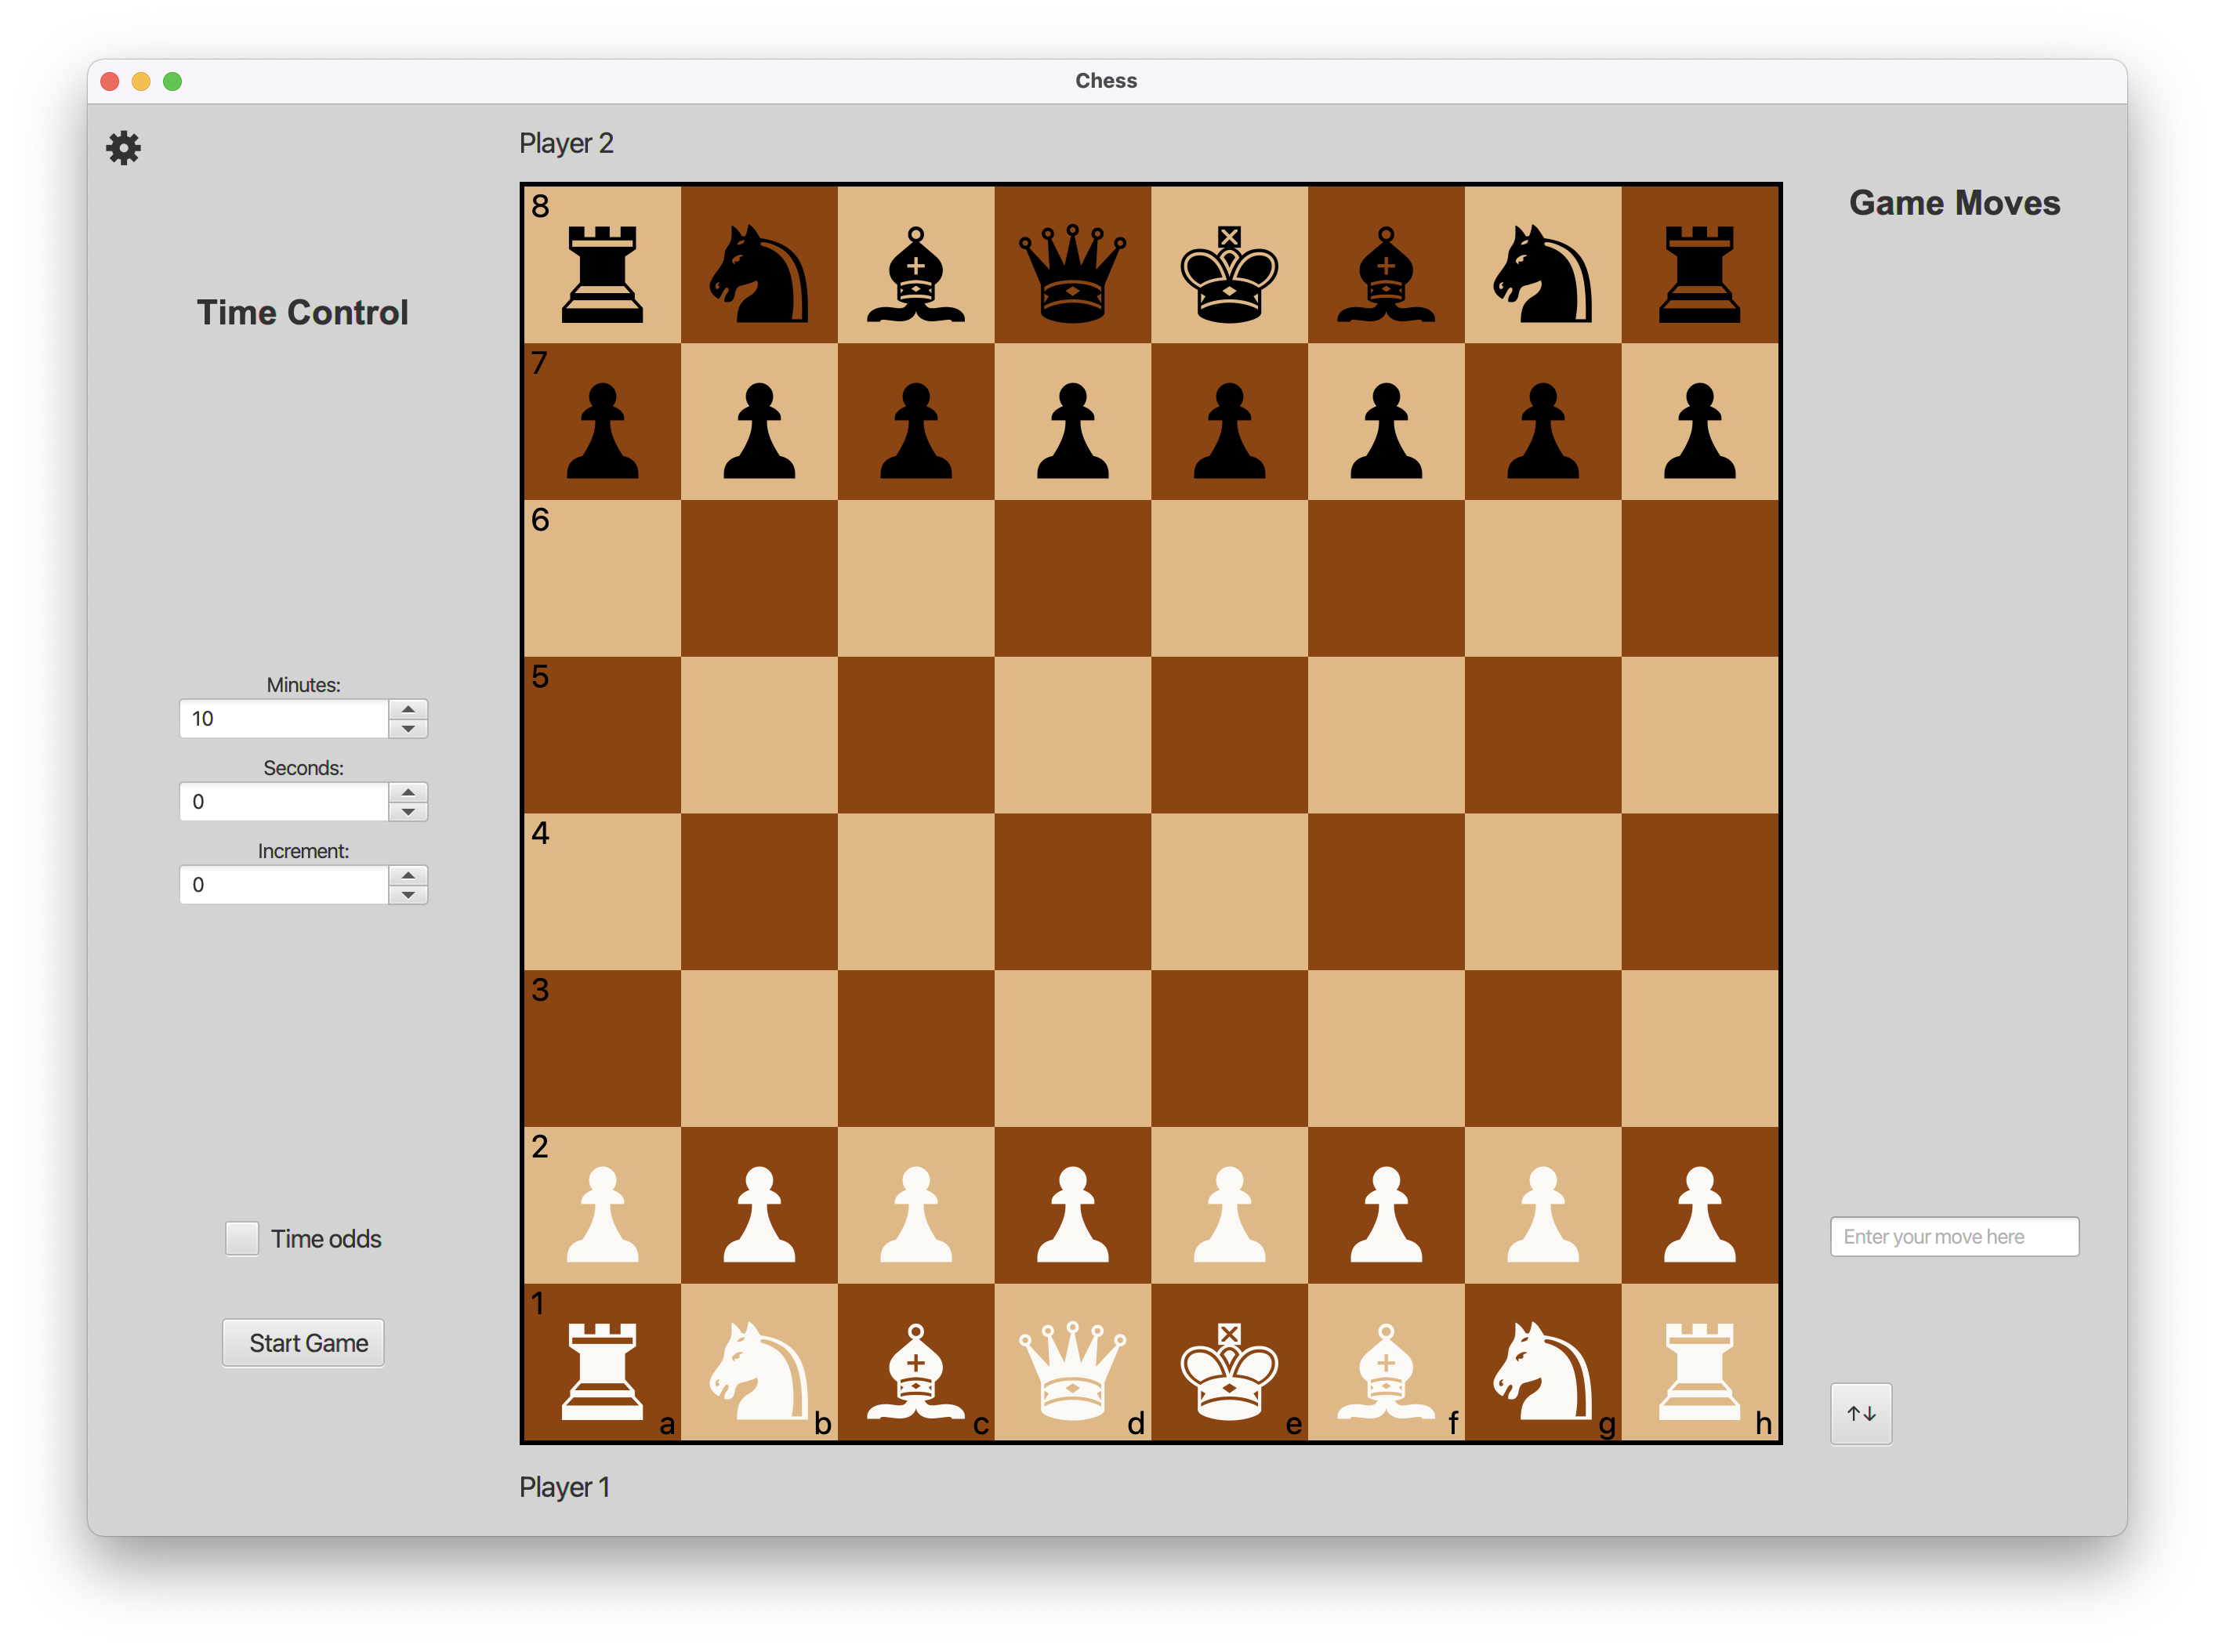 Chess
Player 2
Game Moves
Time Control
8
7
6
5
4
3
2
1
a b c d e f g h
Minutes:
10
Seconds:
0
Increment:
0
Time odds
Start Game
Enter your move here
↑↓
Player 1